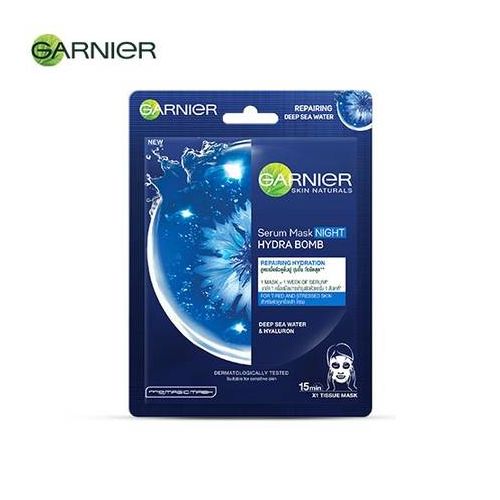 GARNIER
GARNIER
REPAIRING
DEEP SEA WATER
NEW
GARNIER
SKIN NATURALS
Serum Mask NIGHT
HYDRA BOMB
REPAIRING HYDRATION
1 MASK = 1 WEEK OF SERUM*
FOR TIRED AND STRESSED SKIN
DEEP SEA WATER
& HYALURON
DERMATOLOGICALLY TESTED
Suitable for sensitive skin
15min
X1 TISSUE MASK